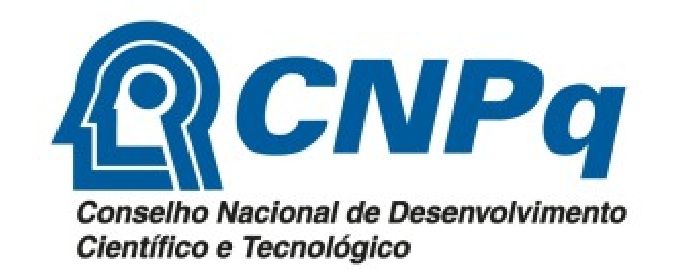 CNPq
Conselho Nacional de Desenvolvimento
Científico e Tecnológico